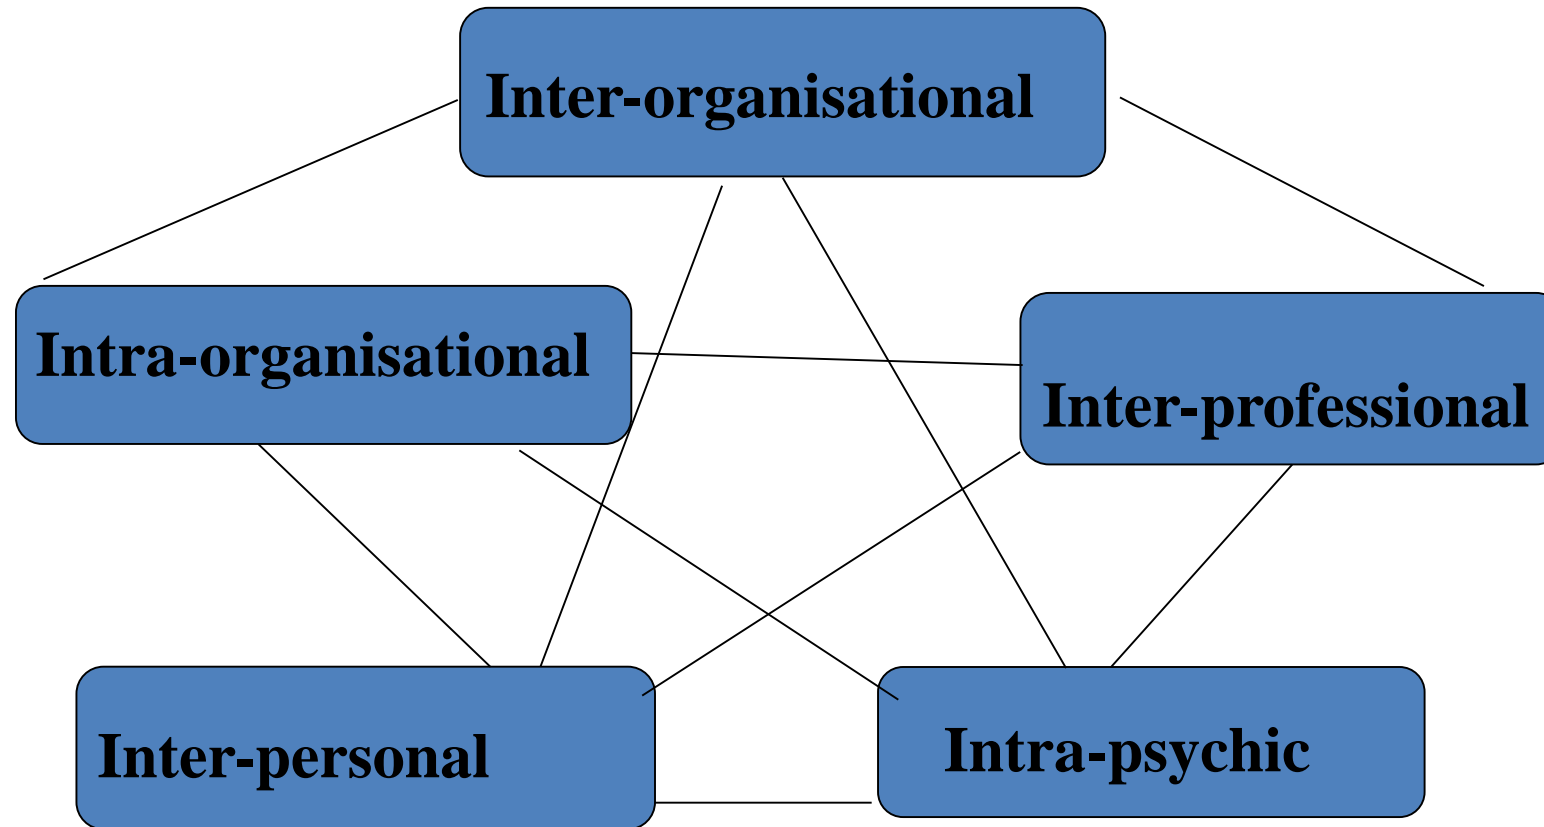 Inter-organisational
Intra-organisational
Inter-professional
Inter-personal
Intra-psychic